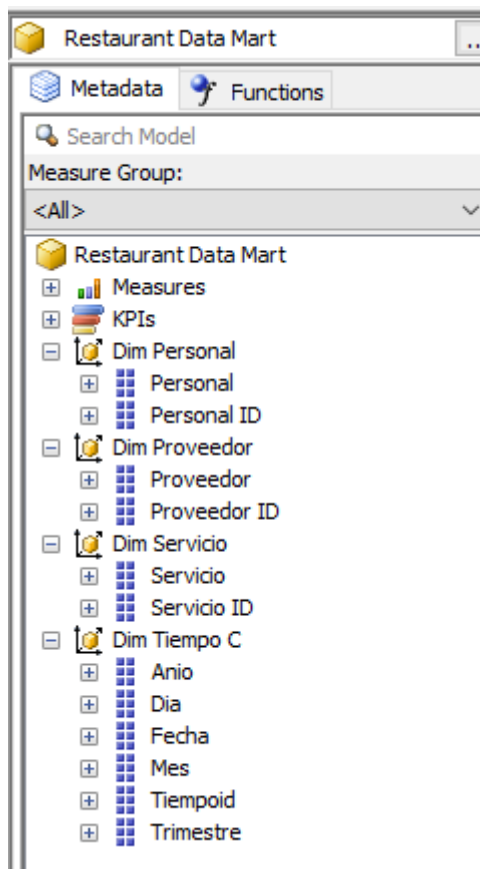 Restaurant Data Mart
..
Metadata Functions
Search Model
Measure Group:
<All>
Restaurant Data Mart
Measures
KPIs
Dim Personal
Personal
Personal ID
Dim Proveedor
Proveedor
Proveedor ID
Dim Servicio
Servicio
Servicio ID
Dim Tiempo C
Anio
Dia
Fecha
Mes
Tiempoid
Trimestre